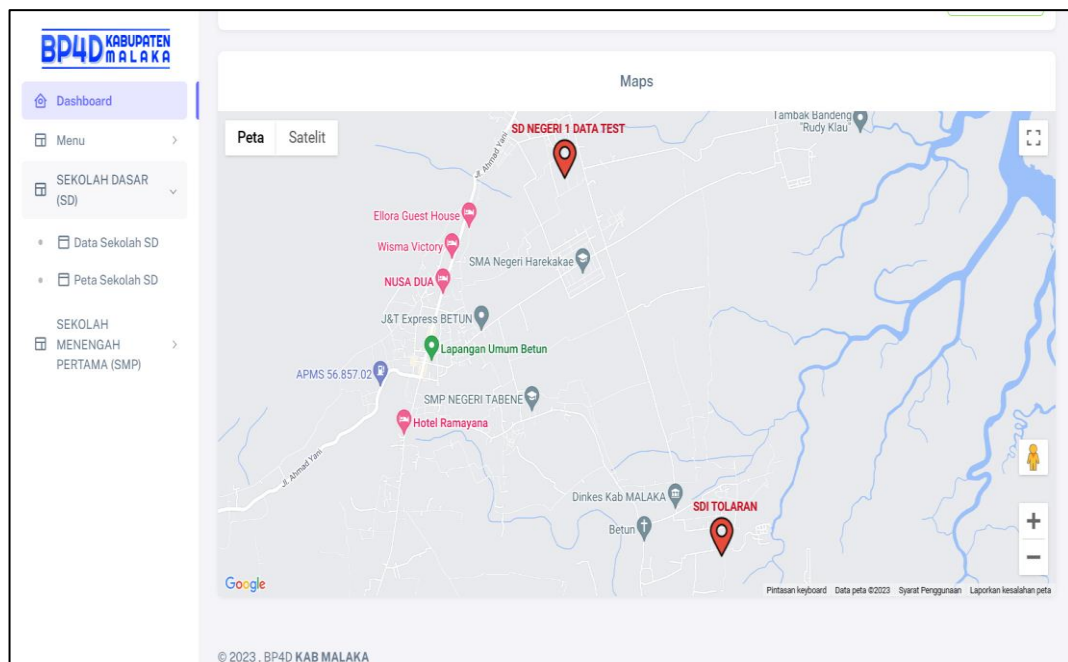 BP4D KABUPATEN
MALAKA
Dashboard
Menu
SEKOLAH DASAR
(SD)
Data Sekolah SD
Peta Sekolah SD
SEKOLAH
MENENGAH
PERTAMA (SMP)
Maps
Peta
Satelit
SD NEGERI 1 DATA TEST
Tambak Bandeng
"Rudy Klau"
Jl. Ahmad Yani
Ellora Guest House
Wisma Victory
SMA Negeri Harekakae
NUSA DUA
J&T Express BETUN
Lapangan Umum Betun
APMS 56.857.02
SMP NEGERI TABENE
Hotel Ramayana
Jl. Ahmad Yani
Dinkes Kab MALAKA
SDI TOLARAN
Betun
Google
Pintasan keyboard
Data peta ©2023
Syarat Penggunaan
Laporkan kesalahan peta
© 2023 , BP4D KAB MALAKA